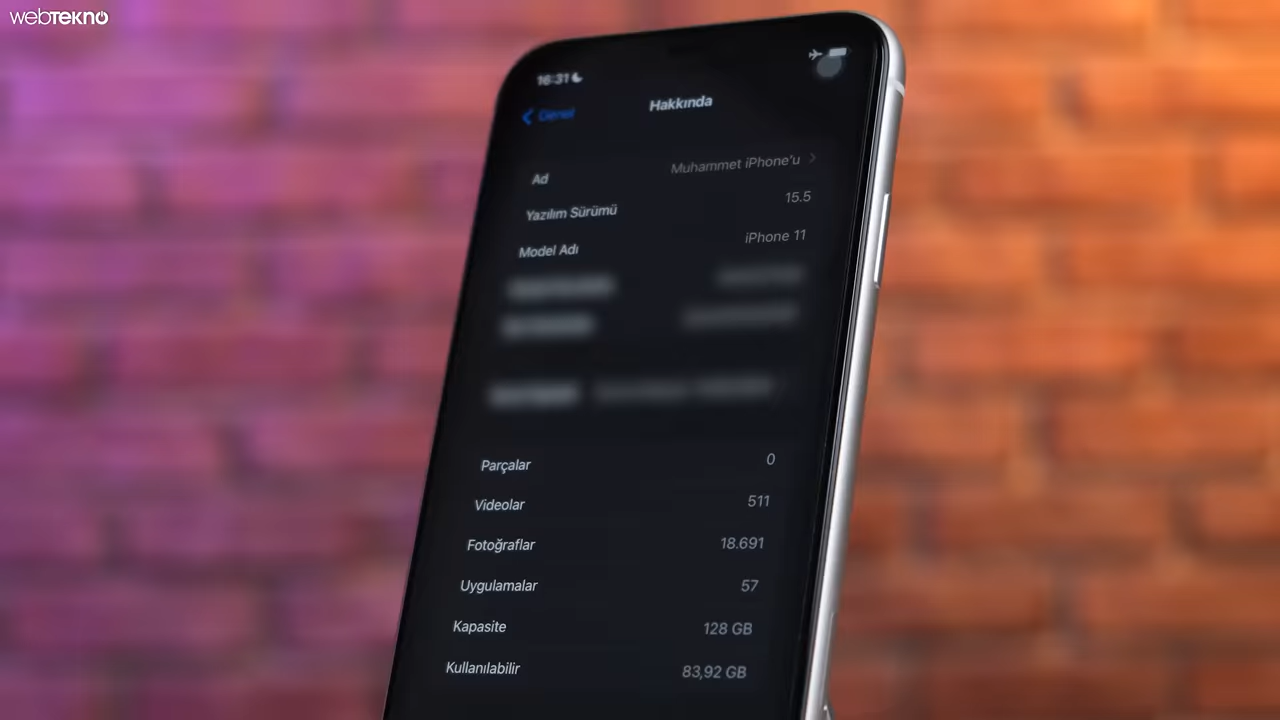 webtekno
16:31
Genel
Hakkında
Ad Muhammet iPhone'u
Yazılım Sürümü 15.5
Model Adı iPhone 11
Parçalar 0
Videolar 511
Fotoğraflar 18.691
Uygulamalar 57
Kapasite 128 GB
Kullanılabilir 83,92 GB